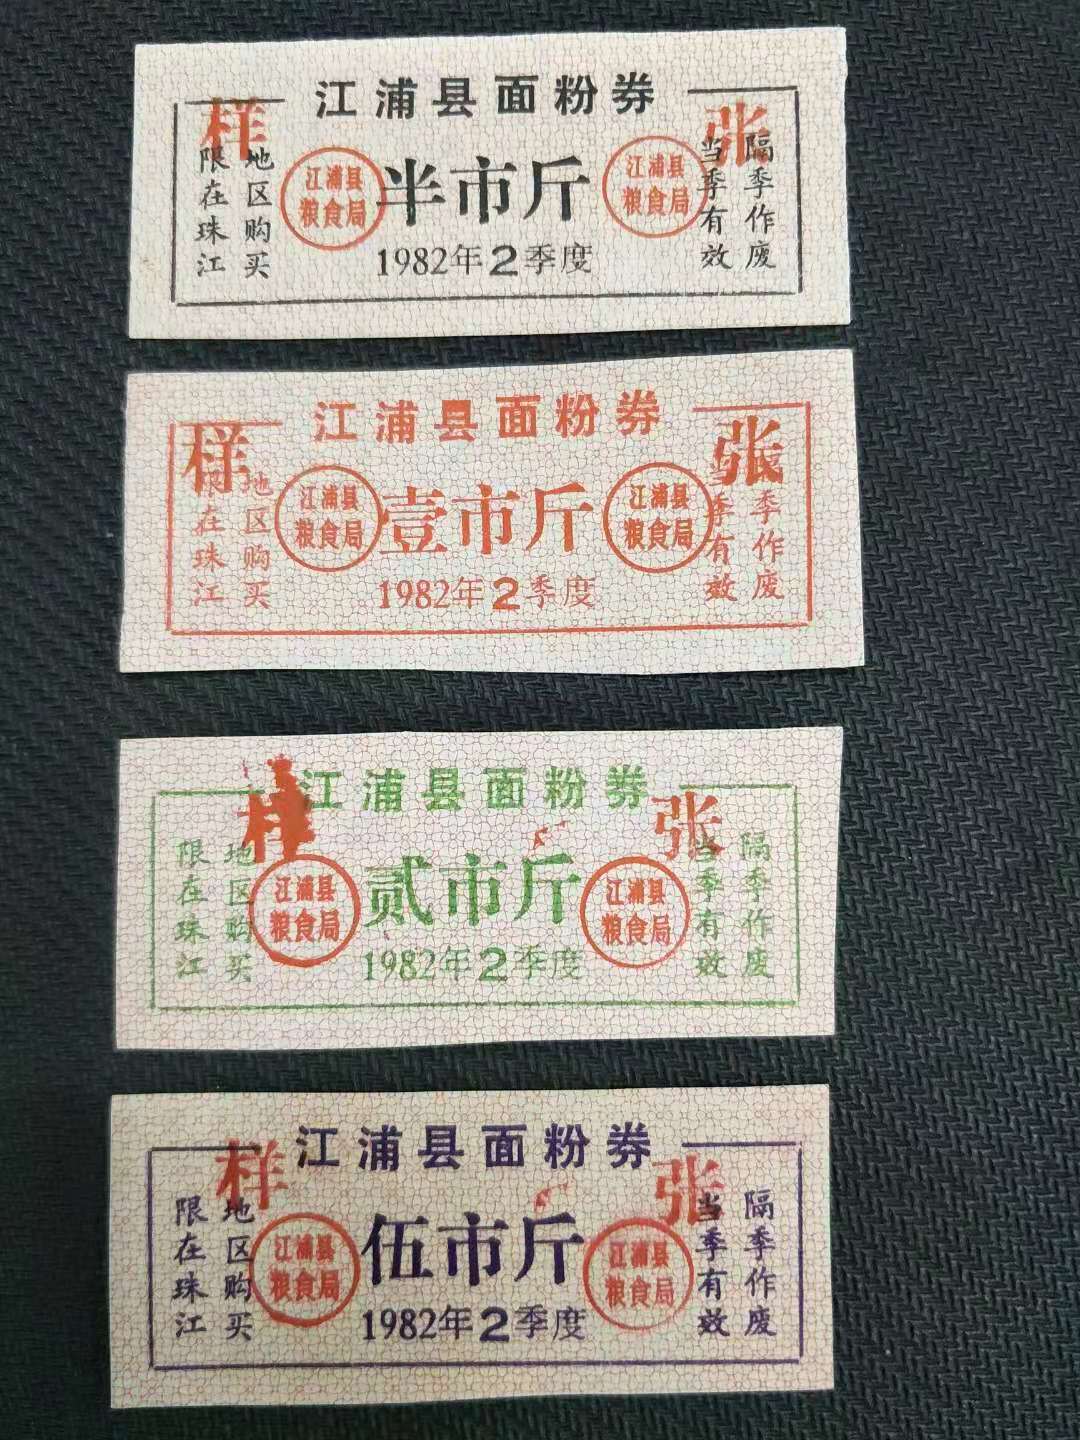 江浦县面粉券
样
张
限在珠江
地区购买
江浦县
粮食局
半市斤
江浦县
粮食局
当季有效
隔季作废
1982年2季度
江浦县面粉券
样
张
限在珠江
地区购买
江浦县
粮食局
壹市斤
江浦县
粮食局
当季有效
隔季作废
1982年2季度
江浦县面粉券
样
张
限在珠江
地区购买
江浦县
粮食局
贰市斤
江浦县
粮食局
当季有效
隔季作废
1982年2季度
江浦县面粉券
样
张
限在珠江
地区购买
江浦县
粮食局
伍市斤
江浦县
粮食局
当季有效
隔季作废
1982年2季度